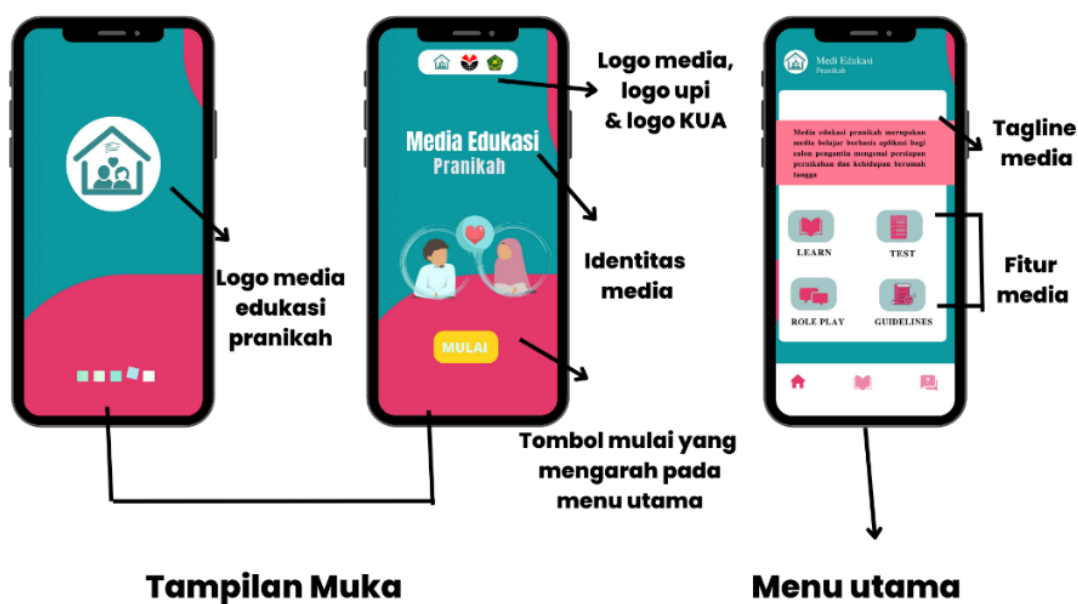 Logo media
edukasi
pranikah
Media Edukasi
Pranikah
MULAI
Logo media,
logo upi
& logo KUA
Identitas
media
Tombol mulai yang
mengarah pada
menu utama
Medi Edukasi
Pranikah
Media edukasi pranikah merupakan
media belajar berbasis aplikasi bagi
calon pengantin mengenai persiapan
pernikahan dan kehidupan berumah
tangga
LEARN
TEST
ROLE PLAY
GUIDELINES
Tagline
media
Fitur
media
Tampilan Muka
Menu utama